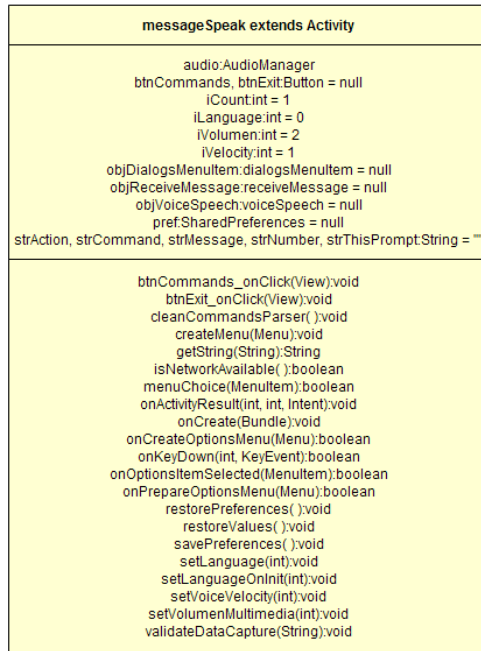 messageSpeak extends Activity
audio:AudioManager
btnCommands, btnExit:Button = null
iCount:int = 1
iLanguage:int = 0
iVolumen:int = 2
iVelocity:int = 1
objDialogsMenuItem:dialogsMenuItem = null
objReceiveMessage:receiveMessage = null
objVoiceSpeech:voiceSpeech = null
pref:SharedPreferences = null
strAction, strCommand, strMessage, strNumber, strThisPrompt:String = ""
btnCommands_onClick(View):void
btnExit_onClick(View):void
cleanCommandsParser( ):void
createMenu(Menu):void
getString(String):String
isNetworkAvailable( ):boolean
menuChoice(MenuItem):boolean
onActivityResult(int, int, Intent):void
onCreate(Bundle):void
onCreateOptionsMenu(Menu):boolean
onKeyDown(int, KeyEvent):boolean
onOptionsItemSelected(MenuItem):boolean
onPrepareOptionsMenu(Menu):boolean
restorePreferences( ):void
restoreValues( ):void
savePreferences( ):void
setLanguage(int):void
setLanguageOnInit(int):void
setVoiceVelocity(int):void
setVolumenMultimedia(int):void
validateDataCapture(String):void